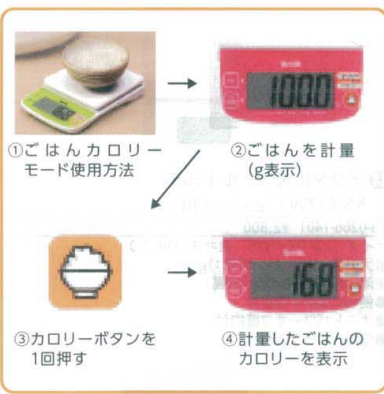 ①ごはんカロリー
モード使用方法
100.0
②ごはんを計量
(g表示)
③カロリーボタンを
1回押す
168
④計量したごはんの
カロリーを表示